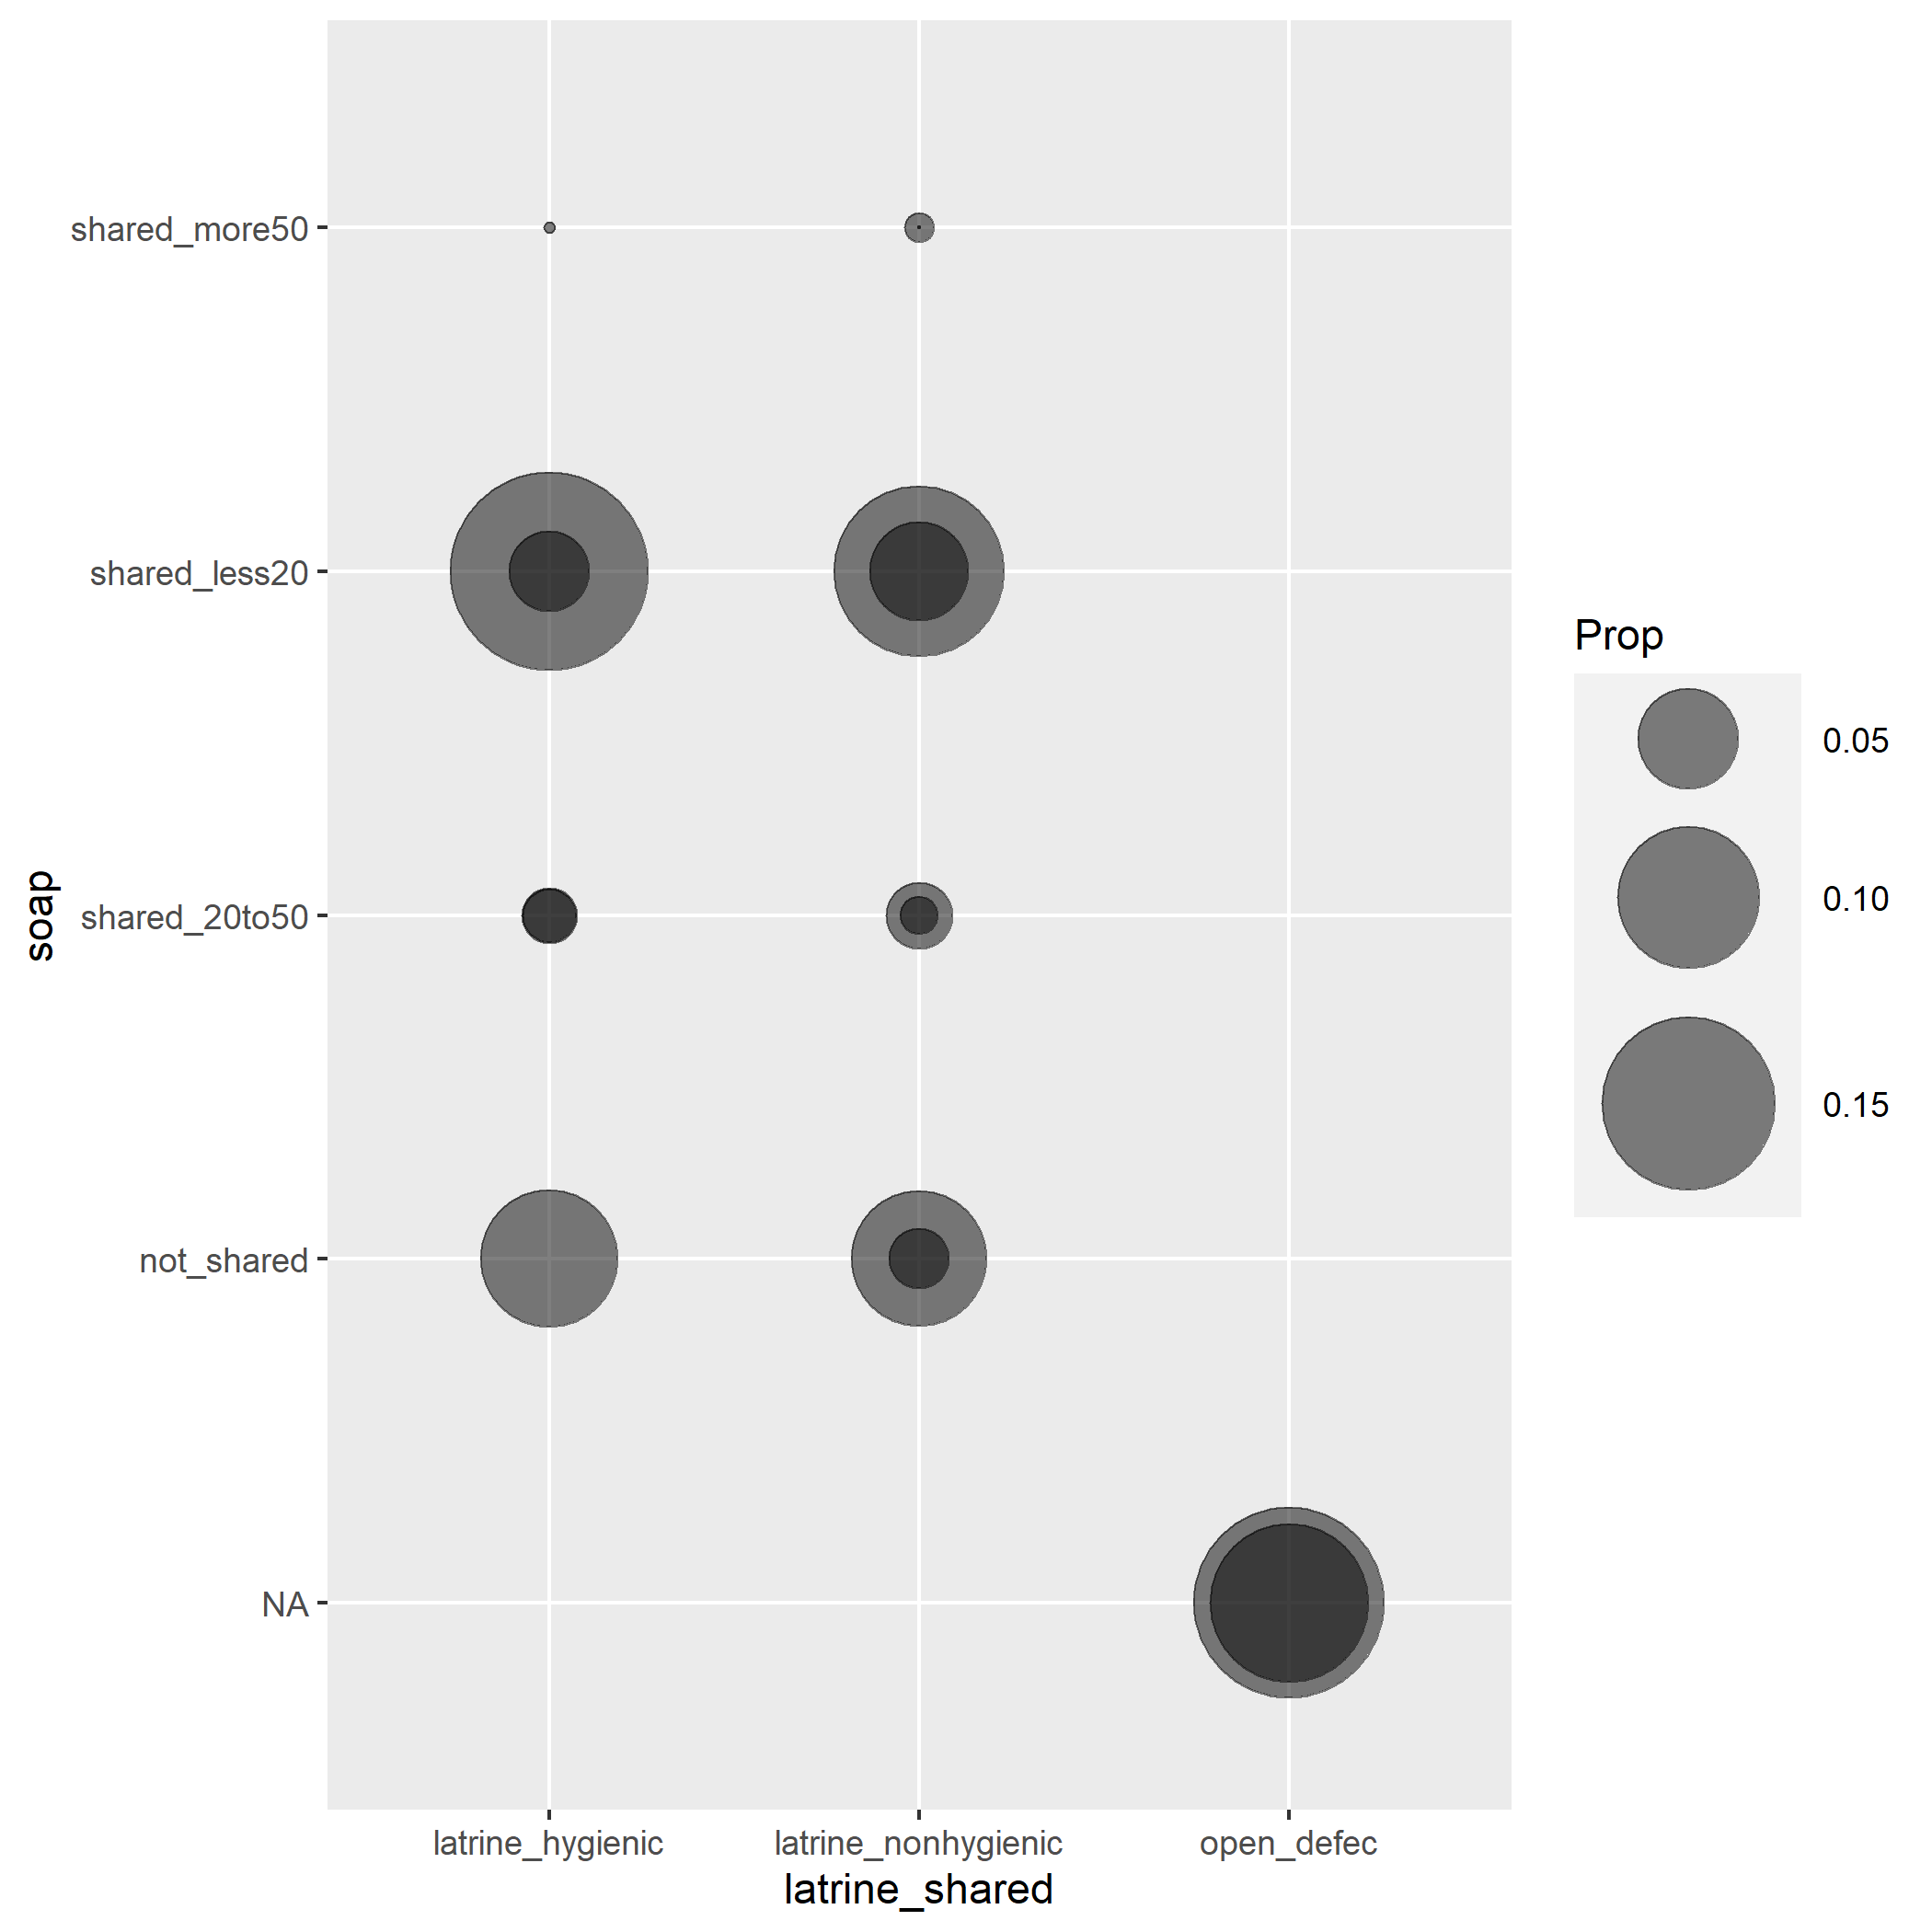 shared_more50
shared_less20
shared_20to50
not_shared
NA
soap
latrine_hygienic
latrine_nonhygienic
open_defec
latrine_shared
Prop
0.05
0.10
0.15